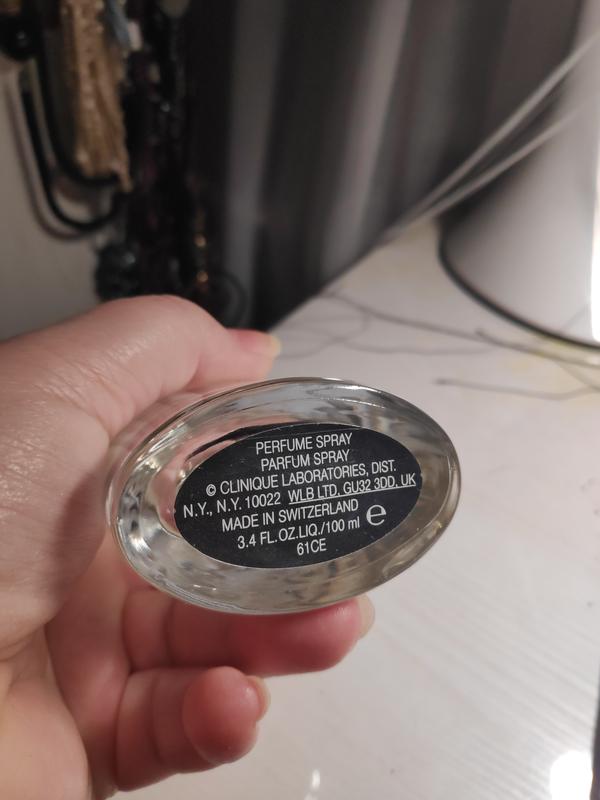 PERFUME SPRAY
PARFUM SPRAY
© CLINIQUE LABORATORIES, DIST.
N.Y., N.Y. 10022 WLB LTD, GU32 3DD, UK
MADE IN SWITZERLAND
3.4 FL.OZ.LIQ./100 ml ℮
61CE